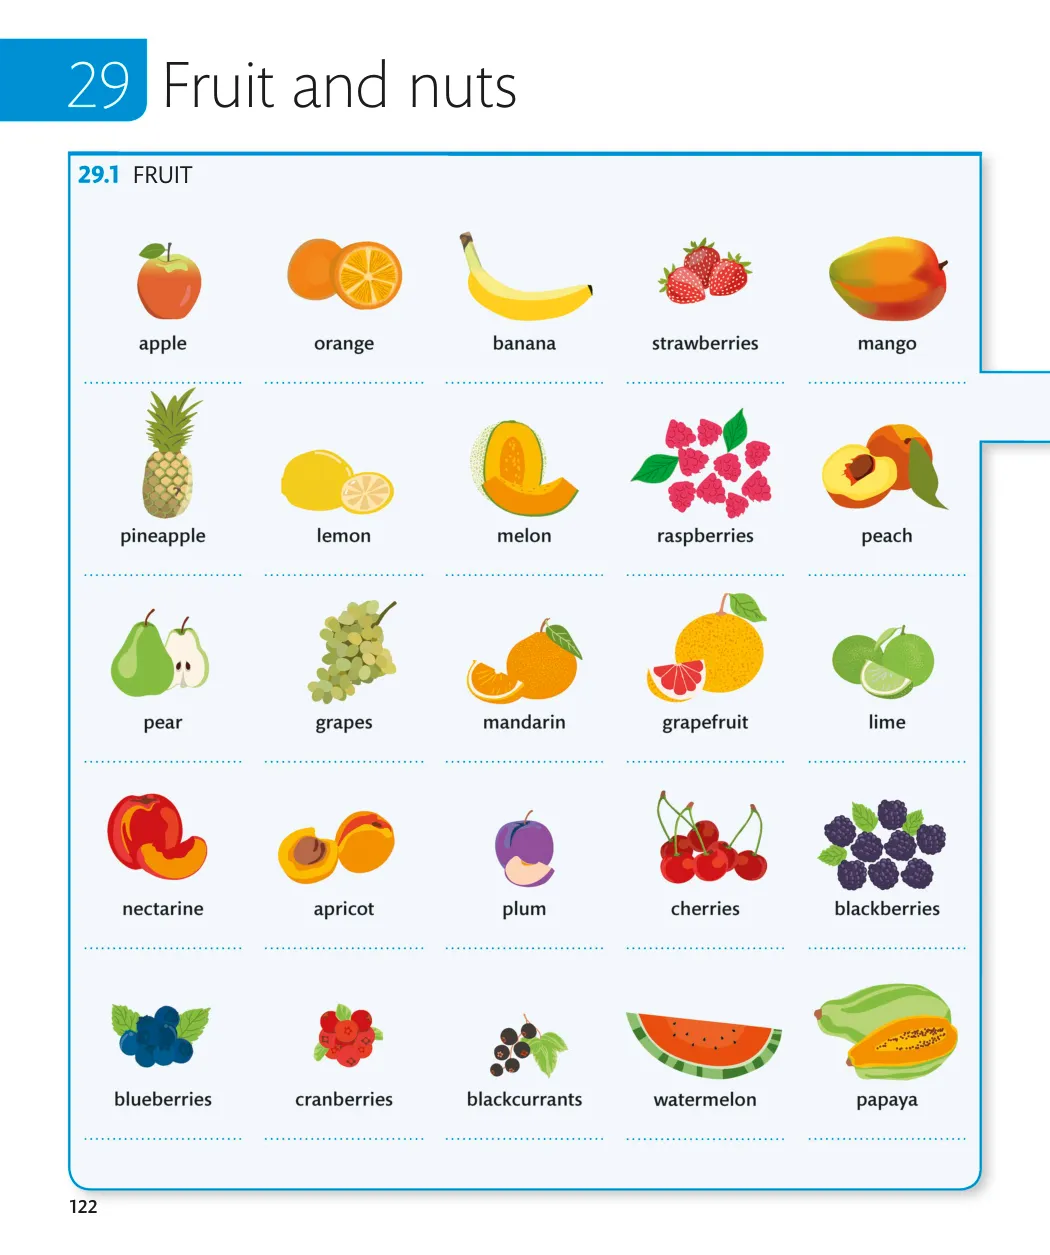 29 Fruit and nuts
29.1 FRUIT
apple orange banana strawberries mango
pineapple lemon melon raspberries peach
pear grapes mandarin grapefruit lime
nectarine apricot plum cherries blackberries
blueberries cranberries blackcurrants watermelon papaya
122